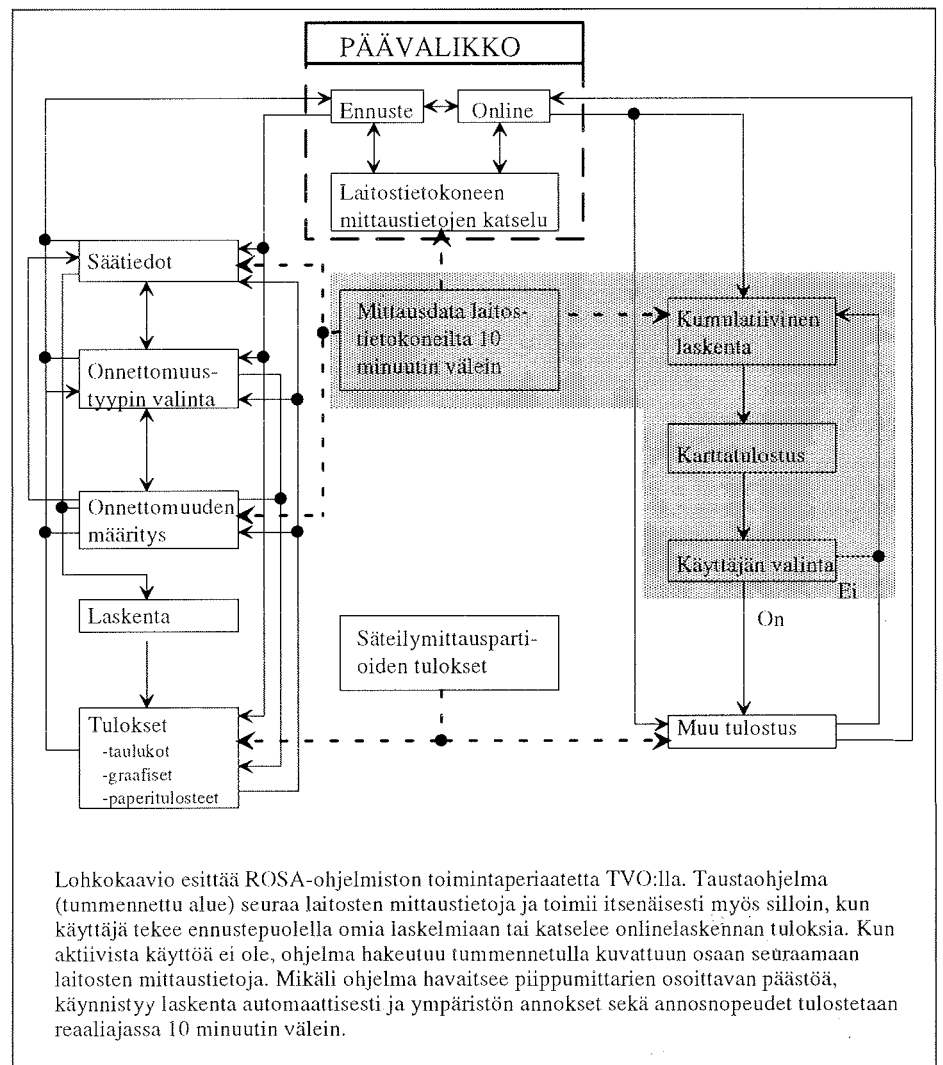 PÄÄVALIKKO
Ennuste
Online
Laitostietokoneen
mittaustietojen katselu
Säätiedot
Mittausdata laitos-
tietokoneilta 10
minuutin välein
Kumulatiivinen
laskenta
Onnettomuus-
tyypin valinta
Karttatulostus
Onnettomuuden
määritys
Käyttäjän valinta
Ei
On
Laskenta
Säteilymittausparti-
oiden tulokset
Tulokset
-taulukot
-graafiset
-paperitulosteet
Muu tulostus
Lohkokaavio esittää ROSA-ohjelmiston toimintaperiaatetta TVO:lla. Taustaohjelma
(tummennettu alue) seuraa laitosten mittaustietoja ja toimii itsenäisesti myös silloin, kun
käyttäjä tekee ennustepuolella omia laskelmiaan tai katselee onlinelaskennan tuloksia. Kun
aktiivista käyttöä ei ole, ohjelma hakeutuu tummennetulla kuvattuun osaan seuraamaan
laitosten mittaustietoja. Mikäli ohjelma havaitsee piippumittarien osoittavan päästöä,
käynnistyy laskenta automaattisesti ja ympäristön annokset sekä annosnopeudet tulostetaan
reaaliajassa 10 minuutin välein.